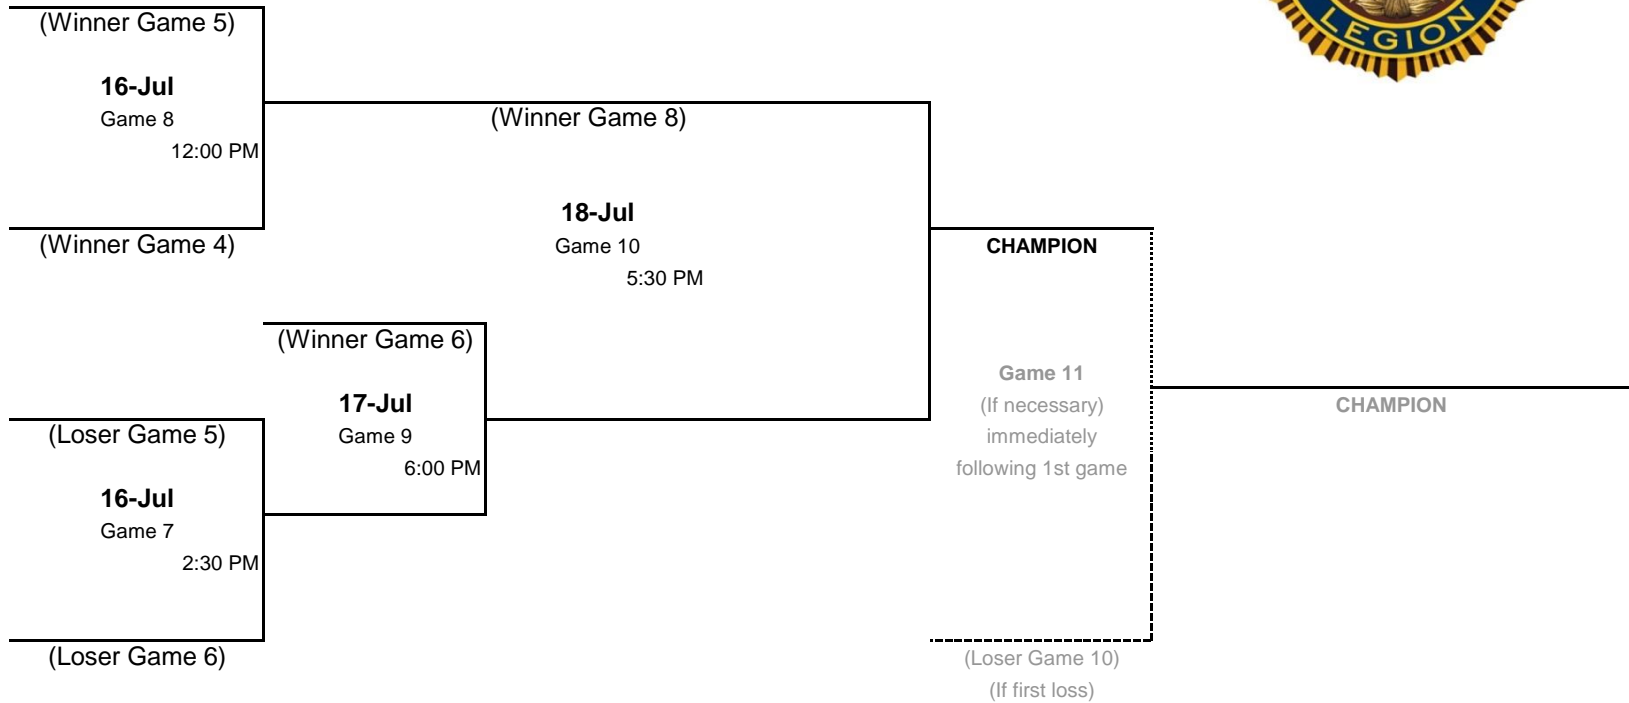 LEGION
(Winner Game 5)
16-Jul
Game 8
12:00 PM
(Winner Game 4)
(Winner Game 8)
18-Jul
Game 10
5:30 PM
(Winner Game 6)
17-Jul
Game 9
6:00 PM
(Loser Game 5)
16-Jul
Game 7
2:30 PM
(Loser Game 6)
CHAMPION
Game 11
(If necessary)
immediately
following 1st game
(Loser Game 10)
(If first loss)
CHAMPION